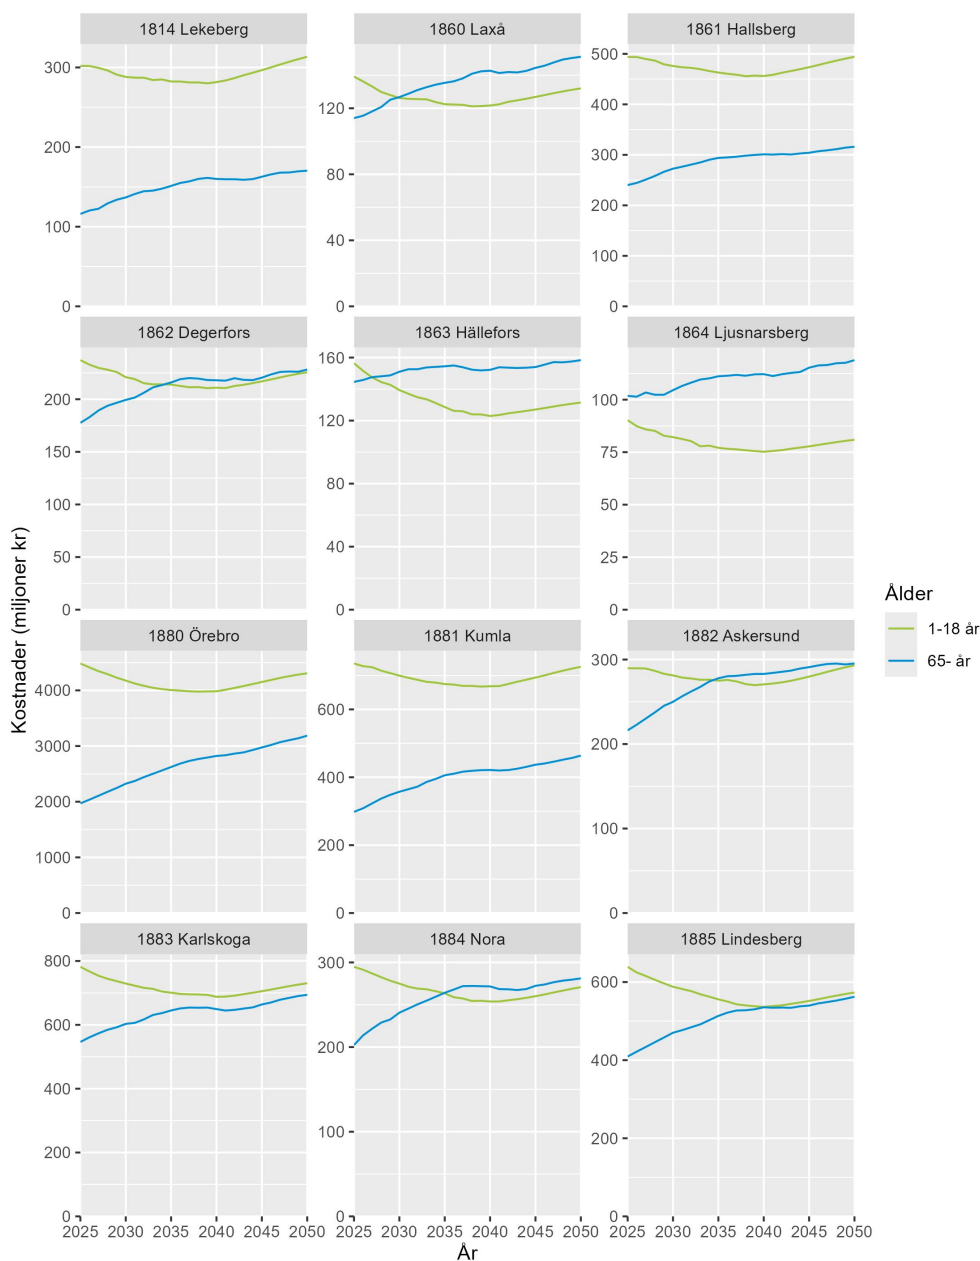 1814 Lekeberg
1860 Laxå
1861 Hallsberg
300
200
100
0
120
80
40
0
500
400
300
200
100
0
1862 Degerfors
1863 Hällefors
1864 Ljusnarsberg
200
150
100
50
0
160
120
80
40
0
100
75
50
25
0
Kostnader (miljoner kr)
Ålder
1-18 år
65- år
1880 Örebro
1881 Kumla
1882 Askersund
4000
3000
2000
1000
0
600
400
200
0
300
200
100
0
1883 Karlskoga
1884 Nora
1885 Lindesberg
800
600
400
200
0
300
200
100
0
600
400
200
0
2025 2030 2035 2040 2045 2050
2025 2030 2035 2040 2045 2050
2025 2030 2035 2040 2045 2050
År